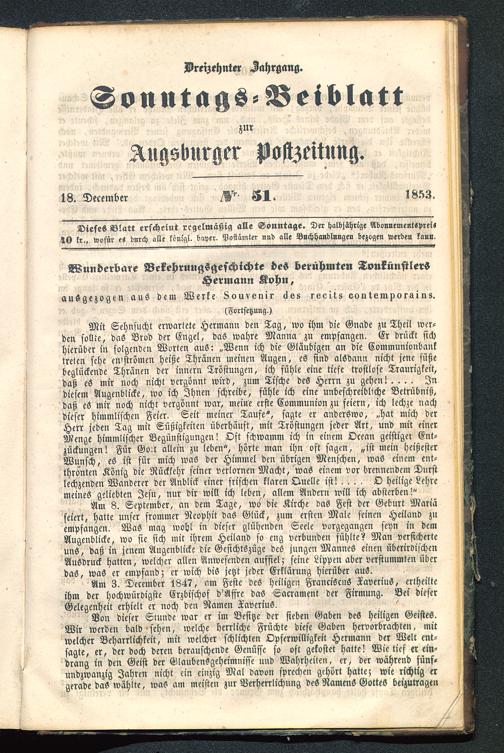 Dreizehnter Jahrgang.
Sonntags-Beiblatt
zur
Augsburger Postzeitung.
18. December Nr. 51. 1853.
Dieses Blatt erscheint regelmäßig alle Sonntage. Der halbjährige Abonnementspreis
40 kr., wofür es durch alle königl. bayer. Postämter und alle Buchhandlungen bezogen werden kann.
Wunderbare Bekehrungsgeschichte des berühmten Tonkünstlers
Hermann Kohn,
ausgezogen aus dem Werke Souvenir des recits contemporains.
(Fortsetzung.)
Mit Sehnsucht erwartete Hermann den Tag, wo ihm die Gnade zu Theil wer-
den sollte, das Brod der Engel, das wahre Manna zu empfangen. Er drückt sich
hierüber in folgenden Worten aus: „Wenn ich die Gläubigen an die Communionbank
treten sehe entströmen heiße Thränen meinen Augen, es sind alsdann nicht jene süße
beglückende Thränen der innern Tröstungen, ich fühle eine tiefe trostlose Traurigkeit,
daß es mir noch nicht vergönnt wird, zum Tische des Herrn zu gehen!.... In
diesem Augenblicke, wo ich Ihnen schreibe, fühle ich eine unbeschreibliche Betrübniß,
daß es mir noch nicht vergönnt war, meine erste Communion zu feiern, ich lechze nach
dieser himmlischen Feier. Seit meiner Taufe“, sagte er anderswo, „hat mich der
Herr jeden Tag mit Süßigkeiten überhäuft, mit Tröstungen jeder Art, und mit einer
Menge himmlischer Begünstigungen! Oft schwamm ich in einem Ocean geistiger Ent-
zückungen! Für Gott allein zu leben“, hörte man ihn oft sagen, „ist mein heißester
Wunsch, es ist für mich was der Himmel den übrigen Menschen, was einem ent-
thronten König die Rückkehr seiner verlornen Macht, was einem vor brennendem Durst
lechzenden Wanderer der Anblick einer frischen klaren Quelle ist!.... O heilige Lehre
meines geliebten Jesu, nur dir will ich leben, allem Andern will ich absterben!“
Am 8. September, an dem Tage, wo die Kirche das Fest der Geburt Mariä
feiert, hatte unser frommer Neophit das Glück, zum ersten Male seinen Heiland zu
empfangen. Was mag wohl in dieser glühenden Seele vorgegangen seyn in dem
Augenblicke, wo sie sich mit ihrem Heiland so eng verbunden fühlte? Man versicherte
uns, daß in jenem Augenblicke die Gesichtszüge des jungen Mannes einen überirdischen
Ausdruck hatten, welcher allen Anwesenden auffiel; seine Lippen aber verstummten über
das, was er empfand; er wich bis jetzt jeder Erklärung hierüber aus.
Am 3. December 1847, am Feste des heiligen Franciscus Xaverius, ertheilte
ihm der hochwürdigste Erzbischof d'Affre das Sacrament der Firmung. Bei dieser
Gelegenheit erhielt er noch den Namen Xaverius.
Von dieser Stunde war er im Besitze der sieben Gaben des heiligen Geistes.
Wir werden bald sehen, welche herrliche Früchte diese Gaben hervorbrachten, mit
welcher Beharrlichkeit, mit welcher schlichten Opferwilligkeit Hermann der Welt ent-
sagte, er, der doch deren berauschende Genüsse so oft gekostet hatte! Wie tief er ein-
drang in den Geist der Glaubensgeheimnisse und Wahrheiten, er, der während fünf-
undzwanzig Jahren nicht ein einzig Mal davon sprechen gehört hatte; wie richtig er
gerade das wählte, was am meisten zur Verherrlichung des Namens Gottes beizutragen